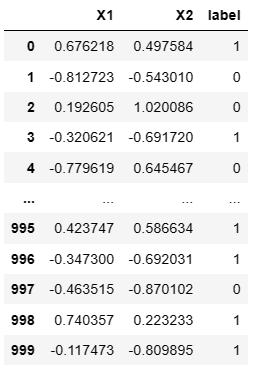 X1 X2 label
0 0.676218 0.497584 1
1 -0.812723 -0.543010 0
2 0.192605 1.020086 0
3 -0.320621 -0.691720 1
4 -0.779619 0.645467 0
... ... ... ...
995 0.423747 0.586634 1
996 -0.347300 -0.692031 1
997 -0.463515 -0.870102 0
998 0.740357 0.223233 1
999 -0.117473 -0.809895 1